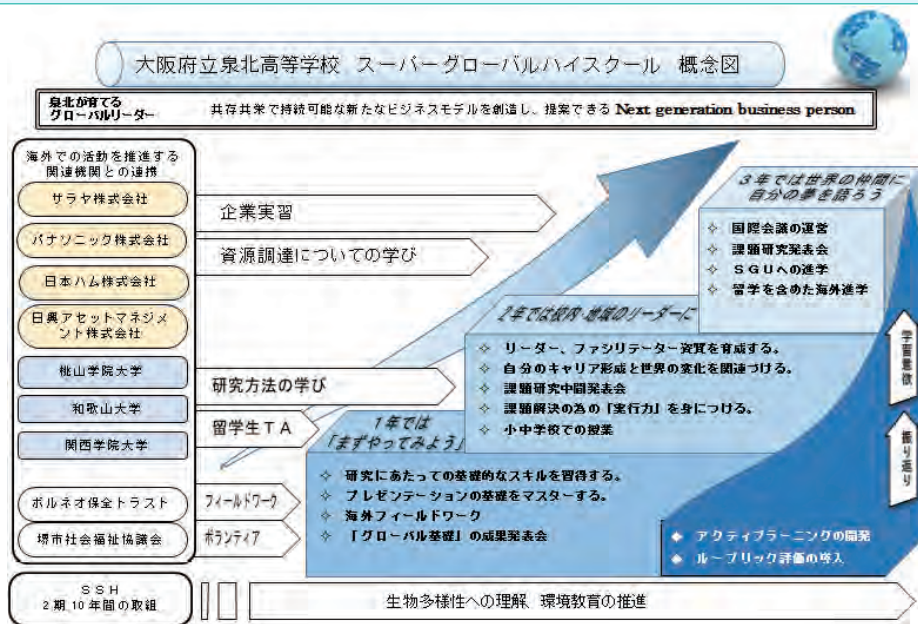 大阪府立泉北高等学校 スーパーグローバルハイスクール 概念図
泉北が育てる
グローバルリーダー
共存共栄で持続可能な新たなビジネスモデルを創造し、提案できる Next generation business person
海外での活動を推進する
関連機関との連携
サラヤ株式会社
パナソニック株式会社
日本ハム株式会社
日興アセットマネジメ
ント株式会社
桃山学院大学
和歌山大学
関西学院大学
ボルネオ保全トラスト
堺市社会福祉協議会
企業実習
資源調達についての学び
研究方法の学び
留学生TA
フィールドワーク
ボランティア
1年では
「まずやってみよう」
✧ 研究にあたっての基礎的なスキルを習得する。
✧ プレゼンテーションの基礎をマスターする。
✧ 海外フィールドワーク
✧ 「グローバル基礎」の成果発表会
2年では校内・地域のリーダーに
✧ リーダー、ファシリテーター資質を育成する。
✧ 自分のキャリア形成と世界の変化を関連づける。
✧ 課題研究中間発表会
✧ 課題解決の為の「実行力」を身につける。
✧ 小中学校での授業
3年では世界の仲間に
自分の夢を語ろう
✧ 国際会議の運営
✧ 課題研究発表会
✧ SGUへの進学
✧ 留学を含めた海外進学
学習意欲
振り返り
◆ アクティブラーニングの開発
◆ ルーブリック評価の導入
SSH
2期10年間の取組
生物多様性への理解 環境教育の推進